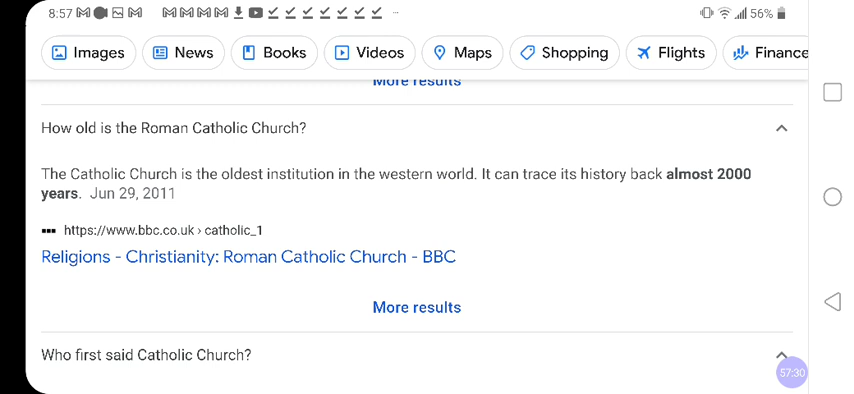 8:57
56%
Images News Books Videos Maps Shopping Flights Finance
More results
How old is the Roman Catholic Church?
The Catholic Church is the oldest institution in the western world. It can trace its history back almost 2000
years. Jun 29, 2011
https://www.bbc.co.uk › catholic_1
Religions - Christianity: Roman Catholic Church - BBC
More results
Who first said Catholic Church?
57:30